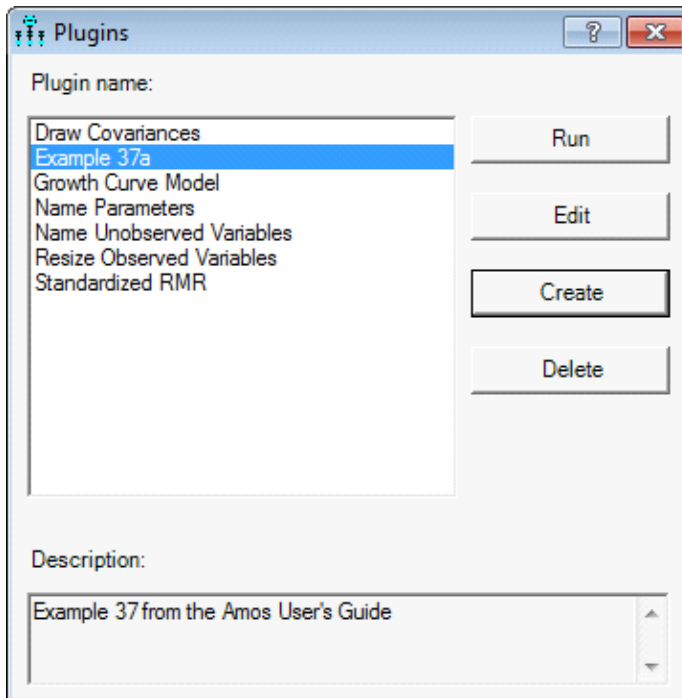 Plugins
Plugin name:
Draw Covariances
Example 37a
Growth Curve Model
Name Parameters
Name Unobserved Variables
Resize Observed Variables
Standardized RMR
Run
Edit
Create
Delete
Description:
Example 37 from the Amos User's Guide